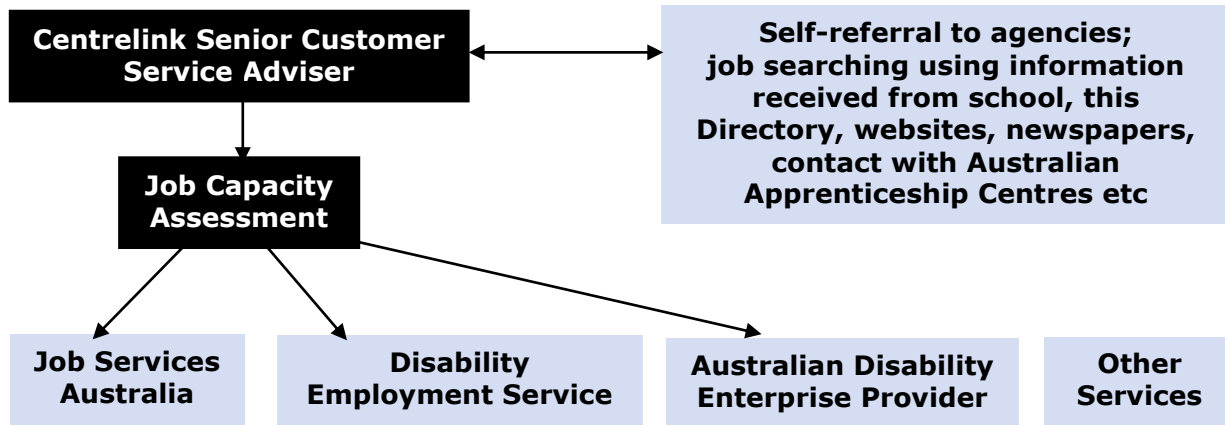 Centrelink Senior Customer
Service Adviser
Self-referral to agencies;
job searching using information
received from school, this
Directory, websites, newspapers,
contact with Australian
Apprenticeship Centres etc
Job Capacity
Assessment
Job Services
Australia
Disability
Employment Service
Australian Disability
Enterprise Provider
Other
Services